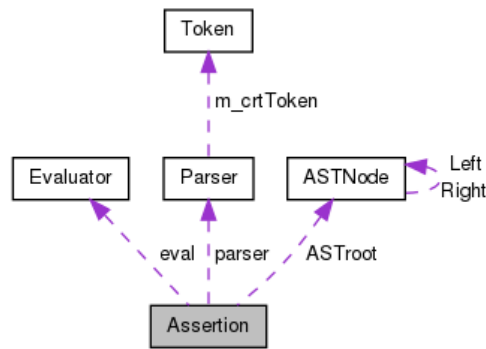 Token
m_crtToken
Evaluator
Parser
ASTNode
Left
Right
eval
parser
ASTroot
Assertion